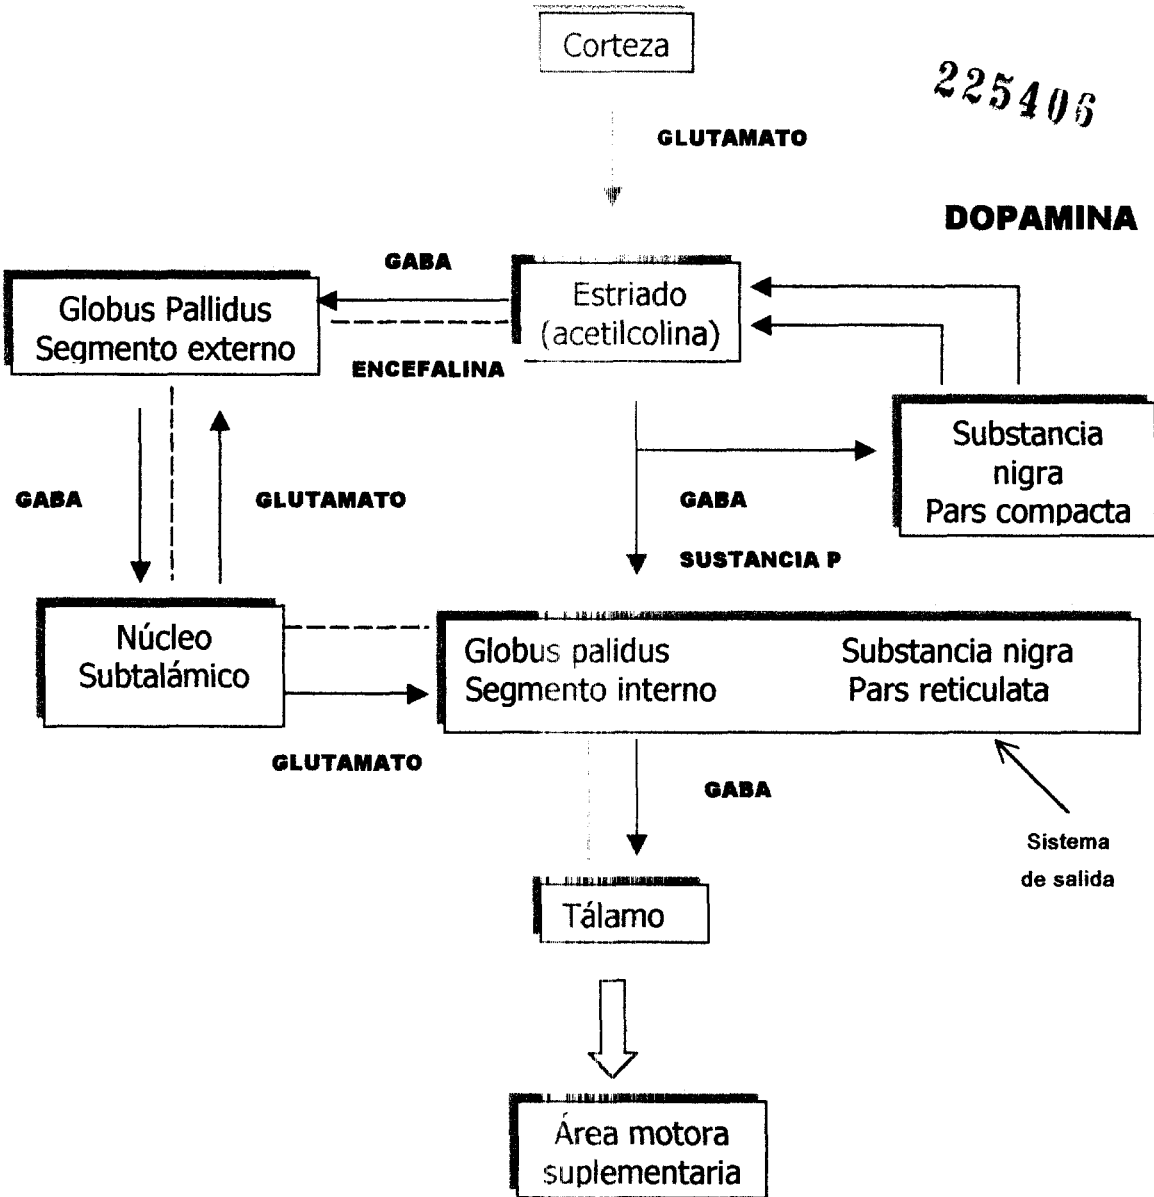 Corteza
225406
GLUTAMATO
DOPAMINA
GABA
Estriado
(acetilcolina)
Globus Pallidus
Segmento externo
ENCEFALINA
Substancia
nigra
Pars compacta
GABA
GLUTAMATO
GABA
SUSTANCIA P
Núcleo
Subtalámico
Globus palidus
Segmento interno
Substancia nigra
Pars reticulata
GLUTAMATO
GABA
Sistema
de salida
Tálamo
Área motora
suplementaria